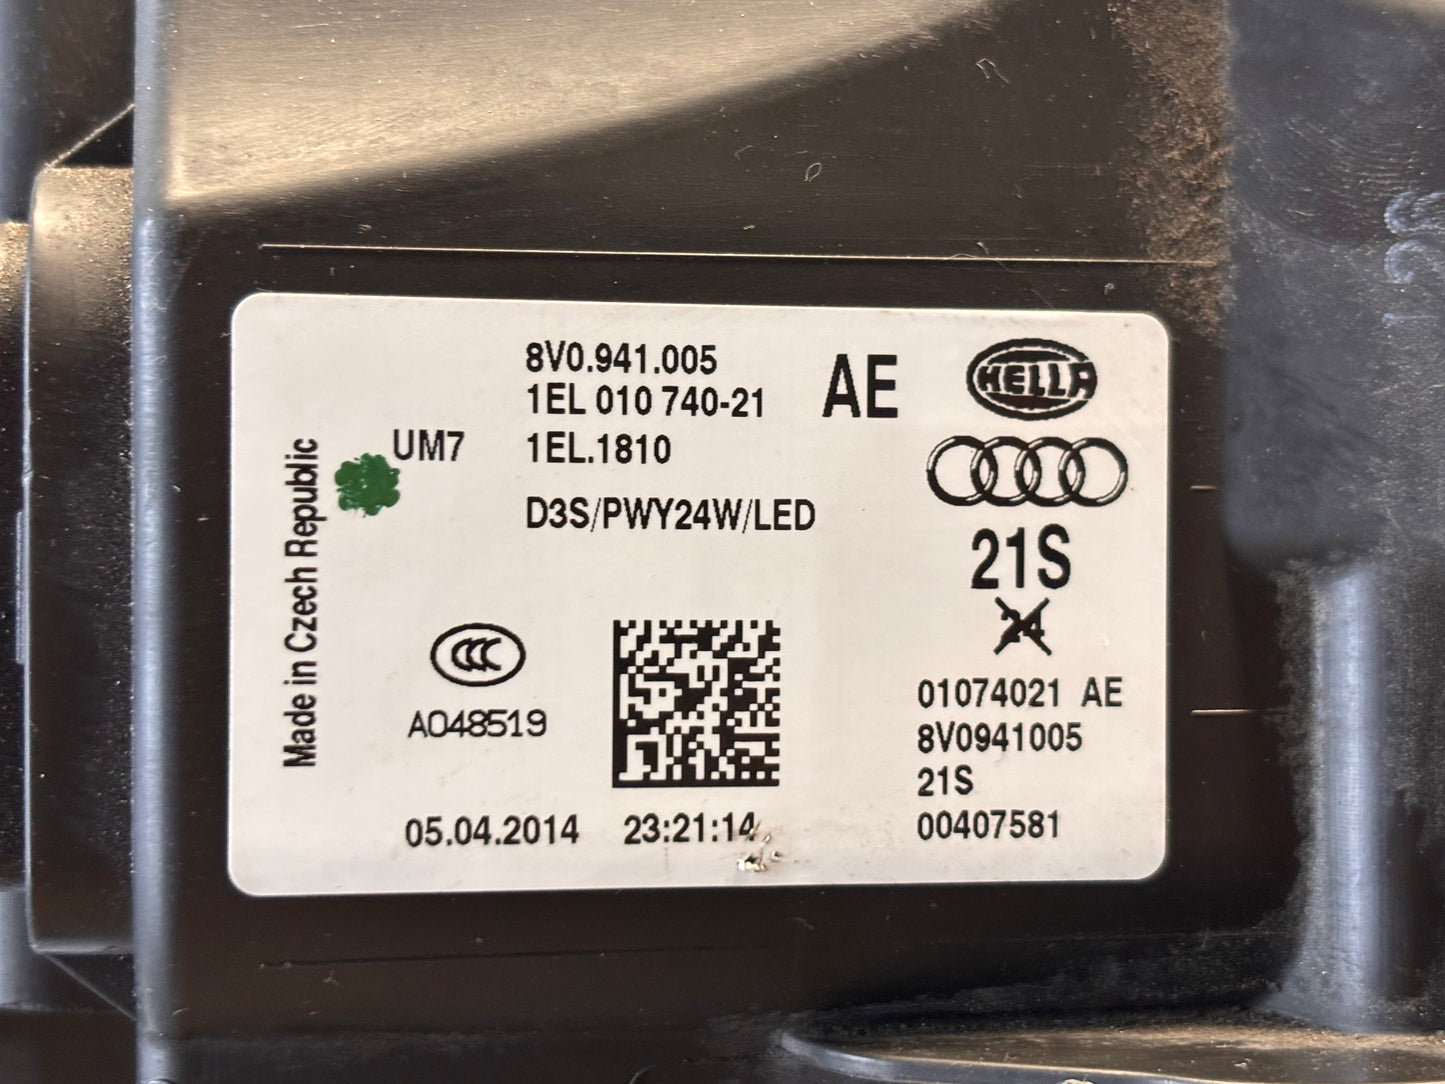 8V0.941.005
1EL 010 740-21
AE
HELLA
UM7
1EL.1810
D3S/PWY24W/LED
21S
Made in Czech Republic
CCC
A048519
01074021 AE
8V0941005
21S
05.04.2014 23:21:14
00407581